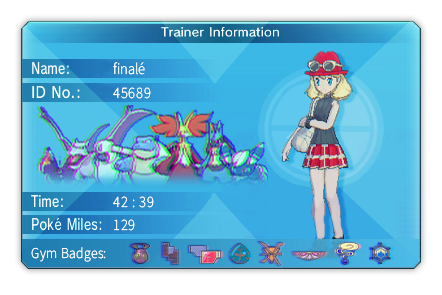 Trainer Information
Name: finalé
ID No.: 45689
Time: 42 : 39
Poké Miles: 129
Gym Badges: